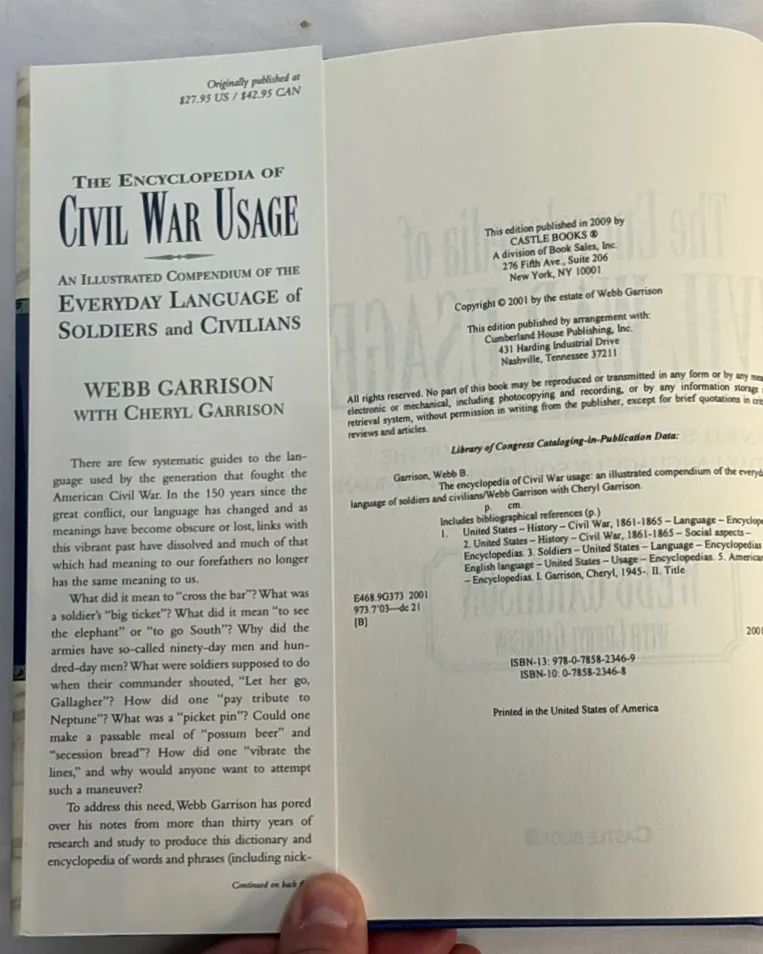 Originally published at
$27.95 US / $42.95 CAN
THE ENCYCLOPEDIA OF
CIVIL WAR USAGE
AN ILLUSTRATED COMPENDIUM OF THE
EVERYDAY LANGUAGE of
SOLDIERS and CIVILIANS
WEBB GARRISON
WITH CHERYL GARRISON
There are few systematic guides to the lan-
guage used by the generation that fought the
American Civil War. In the 150 years since the
great conflict, our language has changed and as
meanings have become obscure or lost, links with
this vibrant past have dissolved and much of that
which had meaning to our forefathers no longer
has the same meaning to us.
What did it mean to “cross the bar”? What was
a soldier’s “big ticket”? What did it mean “to see
the elephant” or “to go South”? Why did the
armies have so-called ninety-day men and hun-
dred-day men? What were soldiers supposed to do
when their commander shouted, “Let her go,
Gallagher”? How did one “pay tribute to
Neptune”? What was a “picket pin”? Could one
make a passable meal of “possum beer” and
“secession bread”? How did one “vibrate the
lines,” and why would anyone want to attempt
such a maneuver?
To address this need, Webb Garrison has pored
over his notes from more than thirty years of
research and study to produce this dictionary and
encyclopedia of words and phrases (including nick-
Continued on back
This edition published in 2009 by
CASTLE BOOKS ®
A division of Book Sales, Inc.
276 Fifth Ave., Suite 206
New York, NY 10001
Copyright © 2001 by the estate of Webb Garrison
This edition published by arrangement with:
Cumberland House Publishing, Inc.
431 Harding Industrial Drive
Nashville, Tennessee 37211
All rights reserved. No part of this book may be reproduced or transmitted in any form or by any
electronic or mechanical, including photocopying and recording, or by any information storage
retrieval system, without permission in writing from the publisher, except for brief quotations in
reviews and articles.
Library of Congress Cataloging-in-Publication Data:
Garrison, Webb B.
The encyclopedia of Civil War usage: an illustrated compendium of the
language of soldiers and civilians/Webb Garrison with Cheryl Garrison.
p. cm.
Includes bibliographical references (p.)
1. United States – History – Civil War, 1861-1865 – Language –
2. United States – History – Civil War, 1861-1865 – Social aspects –
Encyclopedias. 3. Soldiers – United States – Language – Encyclopedias
English language – United States – Usage – Encyclopedias. 5.
– Encyclopedias. I. Garrison, Cheryl, 1945-. II. Title
E468.9G373 2001
973.7'03—dc 21
[B]
2001
ISBN-13: 978-0-7858-2346-9
ISBN-10: 0-7858-2346-8
Printed in the United States of America